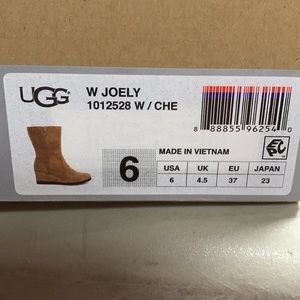 UGG
W JOELY
1012528 W / CHE
8 88855 96254 0
6
MADE IN VIETNAM
USA UK EU JAPAN
6 4.5 37 23